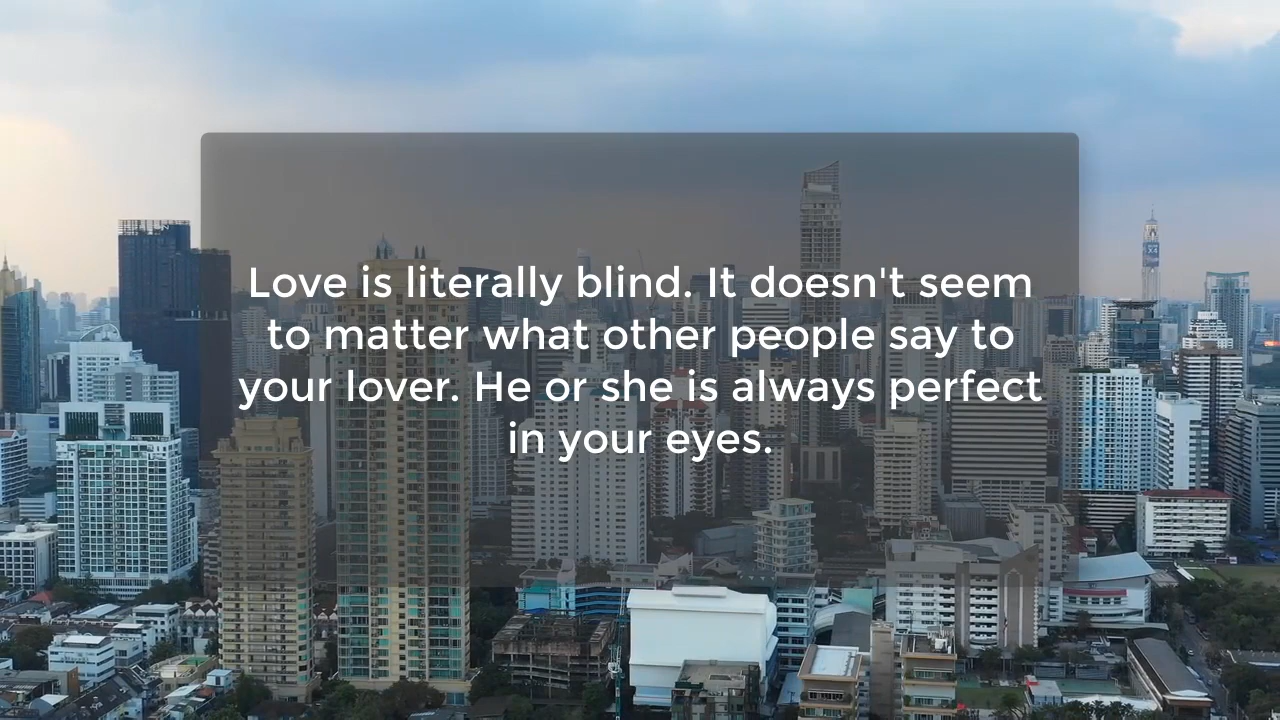 Love is literally blind. It doesn't seem
to matter what other people say to
your lover. He or she is always perfect
in your eyes.